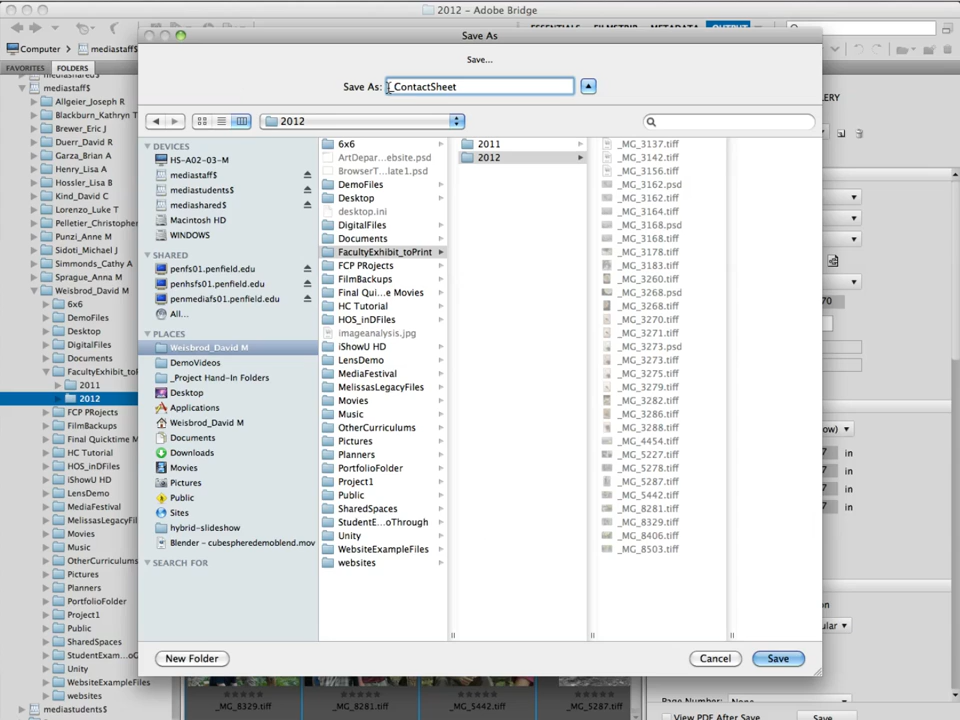 2012 - Adobe Bridge
ESSENTIALS FILMSTRIP METADATA OUTPUT
Computer mediastaff$
FAVORITES FOLDERS
mediashared$
mediastaff$
Allgeier_Joseph R
Blackburn_Kathryn T
Brewer_Eric J
Duerr_David R
Garza_Brian A
Henry_Lisa A
Hossler_Lisa B
Kind_David C
Lorenzo_Luke T
Pelletier_Christopher
Punzi_Anne M
Sidoti_Michael J
Simmonds_Cathy A
Sprague_Anna M
Weisbrod_David M
6x6
DemoFiles
Desktop
DigitalFiles
Documents
FacultyExhibit_toP
2011
2012
FCP PRojects
FilmBackups
Final Quicktime M
HC Tutorial
HOS_inDFiles
iShowU HD
LensDemo
MediaFestival
MelissasLegacyFil
Movies
Music
OtherCurriculums
Pictures
Planners
PortfolioFolder
Project1
Public
SharedSpaces
StudentExam...
Unity
WebsiteExampleFiles
websites
mediastudents$
Save As
Save...
Save As: _ContactSheet
2012
DEVICES
HS-A02-03-M
mediastaff$
mediastudents$
mediashared$
Macintosh HD
WINDOWS
SHARED
penfs01.penfield.edu
penhsfs01.penfield.edu
penmediafs01.penfield.edu
All...
PLACES
Weisbrod_David M
DemoVideos
_Project Hand-In Folders
Desktop
Applications
Weisbrod_David M
Documents
Downloads
Movies
Pictures
Public
Sites
hybrid-slideshow
Blender - cubespheredemoblend.mov
SEARCH FOR
6x6
ArtDepar...ebsite.psd
BrowserT...late1.psd
DemoFiles
Desktop
desktop.ini
DigitalFiles
Documents
FacultyExhibit_toPrint
FCP PRojects
FilmBackups
Final Qui...e Movies
HC Tutorial
HOS_inDFiles
imageanalysis.jpg
iShowU HD
LensDemo
MediaFestival
MelissasLegacyFiles
Movies
Music
OtherCurriculums
Pictures
Planners
PortfolioFolder
Project1
Public
SharedSpaces
StudentE...oThrough
Unity
WebsiteExampleFiles
websites
2011
2012
_MG_3137.tiff
_MG_3142.tiff
_MG_3156.tiff
_MG_3162.psd
_MG_3162.tiff
_MG_3164.tiff
_MG_3168.psd
_MG_3168.tiff
_MG_3178.tiff
_MG_3183.tiff
_MG_3260.tiff
_MG_3268.psd
_MG_3268.tiff
_MG_3270.tiff
_MG_3271.tiff
_MG_3273.psd
_MG_3273.tiff
_MG_3275.tiff
_MG_3279.tiff
_MG_3282.tiff
_MG_3286.tiff
_MG_3288.tiff
_MG_4454.tiff
_MG_5227.tiff
_MG_5278.tiff
_MG_5287.tiff
_MG_5442.tiff
_MG_8281.tiff
_MG_8329.tiff
_MG_8406.tiff
_MG_8503.tiff
New Folder
Cancel
Save
in
in
in
in
_MG_8329.tiff
_MG_8281.tiff
_MG_5442.tiff
_MG_5287.tiff
Page Number: None
View PDF After Save
Save...